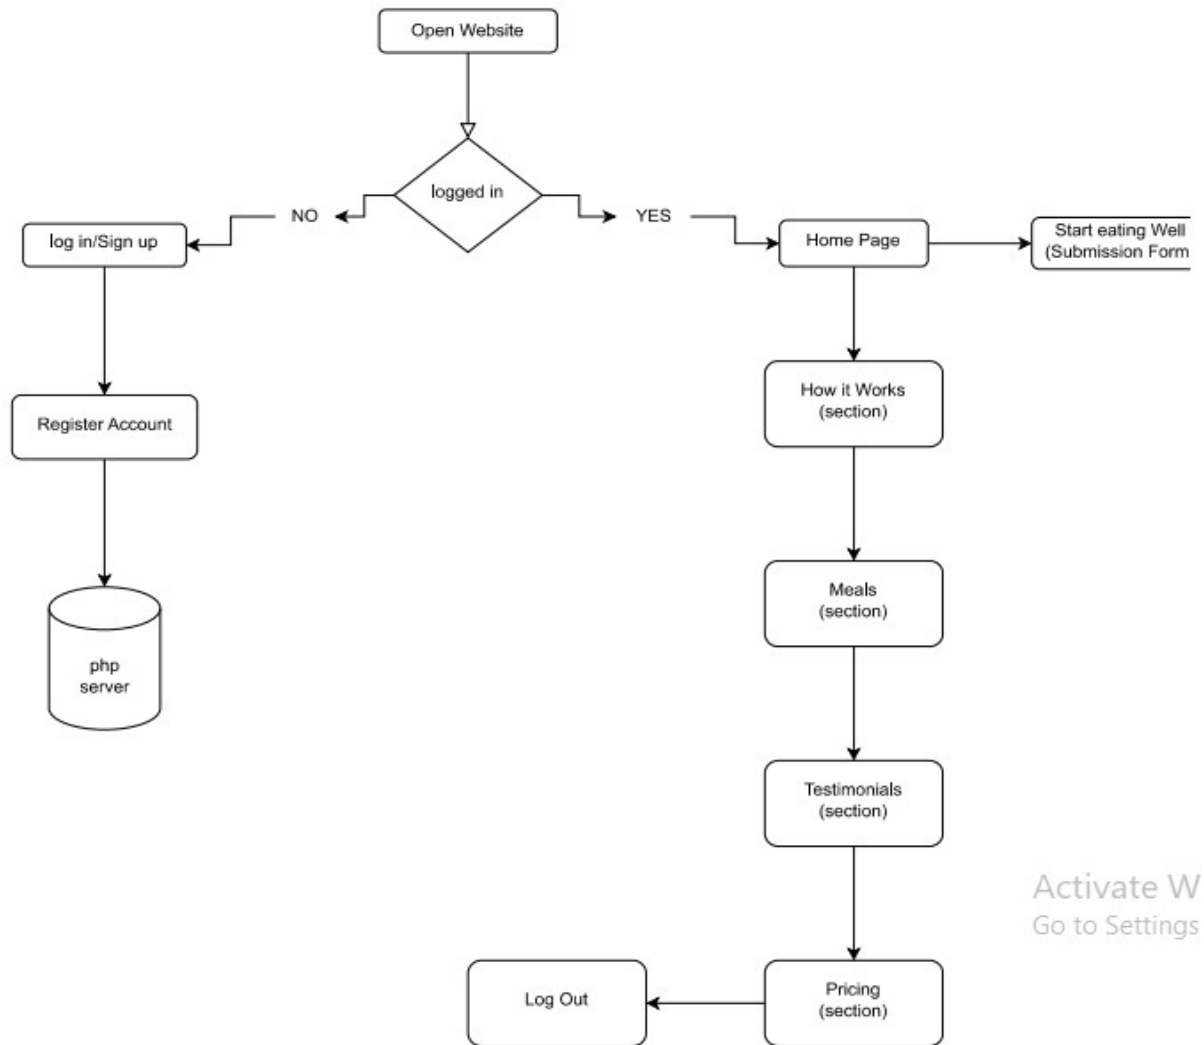 Open Website
logged in
NO
YES
log in/Sign up
Home Page
Start eating Well
(Submission Form
How it Works
(section)
Register Account
Meals
(section)
php
server
Testimonials
(section)
Activate W
Go to Settings
Log Out
Pricing
(section)